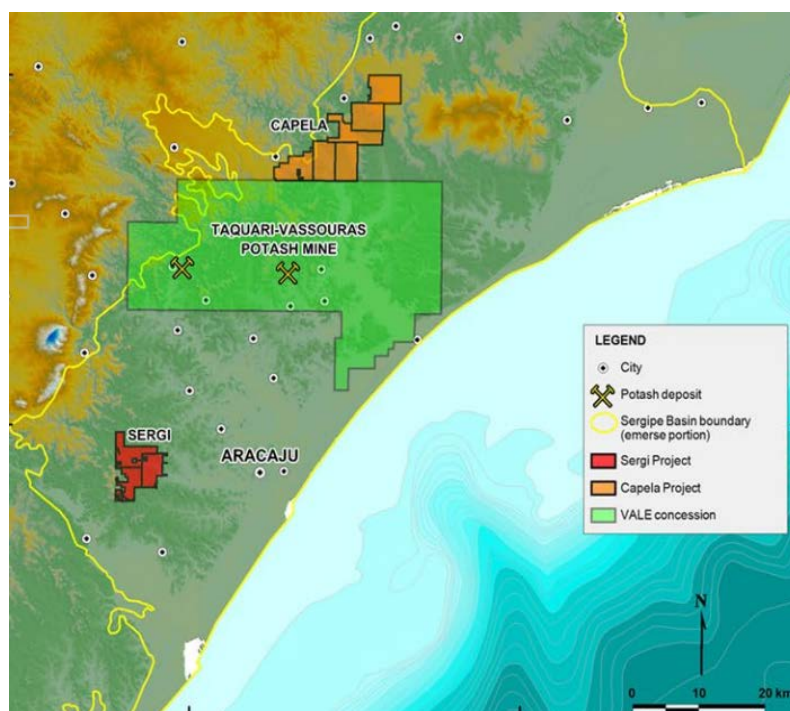 CAPELA
TAQUARI-VASSOURAS
POTASH MINE
SERGI
ARACAJU
LEGEND
City
Potash deposit
Sergipe Basin boundary
(emerse portion)
Sergi Project
Capela Project
VALE concession
N
0 10 20 km